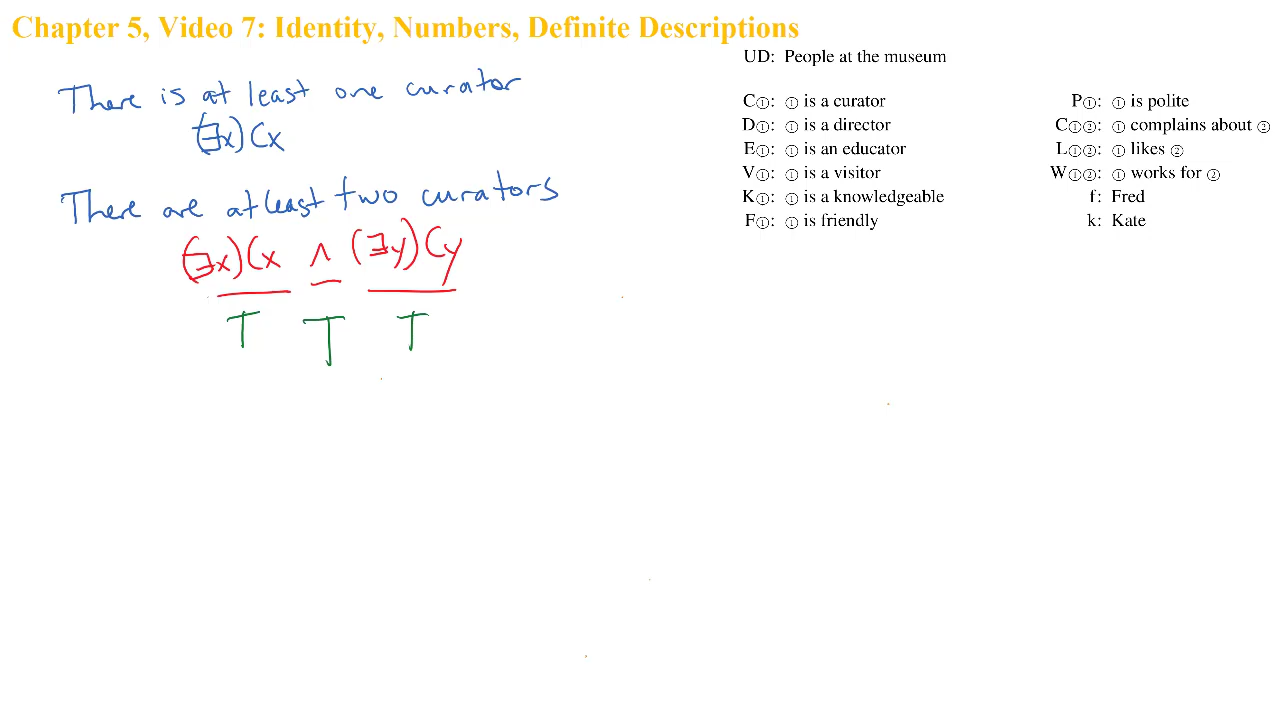 Chapter 5, Video 7: Identity, Numbers, Definite Descriptions
There is at least one curator
(∃x)Cx
There are at least two curators
(∃x)Cx ∧ (∃y)Cy
T T T
UD: People at the museum
C①: ① is a curator
D①: ① is a director
E①: ① is an educator
V①: ① is a visitor
K①: ① is a knowledgeable
F①: ① is friendly
P①: ① is polite
C①②: ① complains about ②
L①②: ① likes ②
W①②: ① works for ②
f: Fred
k: Kate